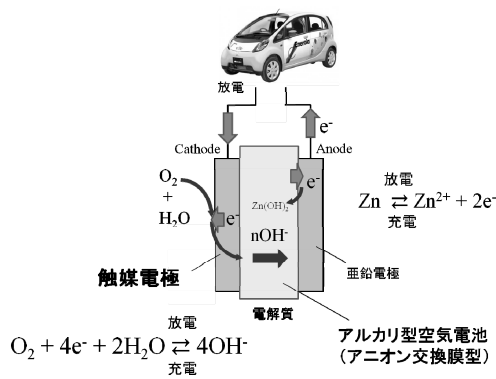 放電
e-
Cathode
Anode
O2
+
H2O
e-
e-
Zn(OH)2
nOH-
放電
Zn ⇄ Zn2+ + 2e-
充電
触媒電極
亜鉛電極
電解質
アルカリ型空気電池
(アニオン交換膜型)
放電
O2 + 4e- + 2H2O ⇄ 4OH-
充電